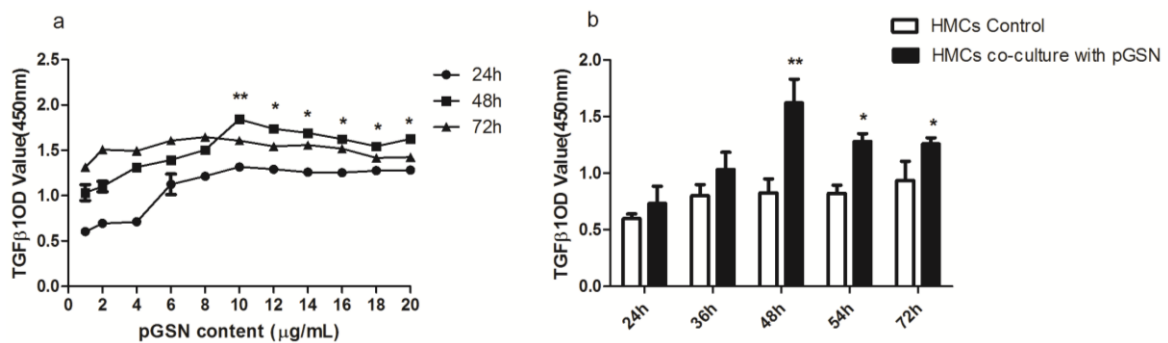 a
TGFβ1OD Value(450nm)
2.5
2.0
1.5
1.0
0.5
0.0
0 2 4 6 8 10 12 14 16 18 20
pGSN content (μg/mL)
** * * * * *
24h
48h
72h
b
HMCs Control
HMCs co-culture with pGSN
TGFβ1OD Value(450nm)
2.0
1.5
1.0
0.5
0.0
** * *
24h 36h 48h 54h 72h